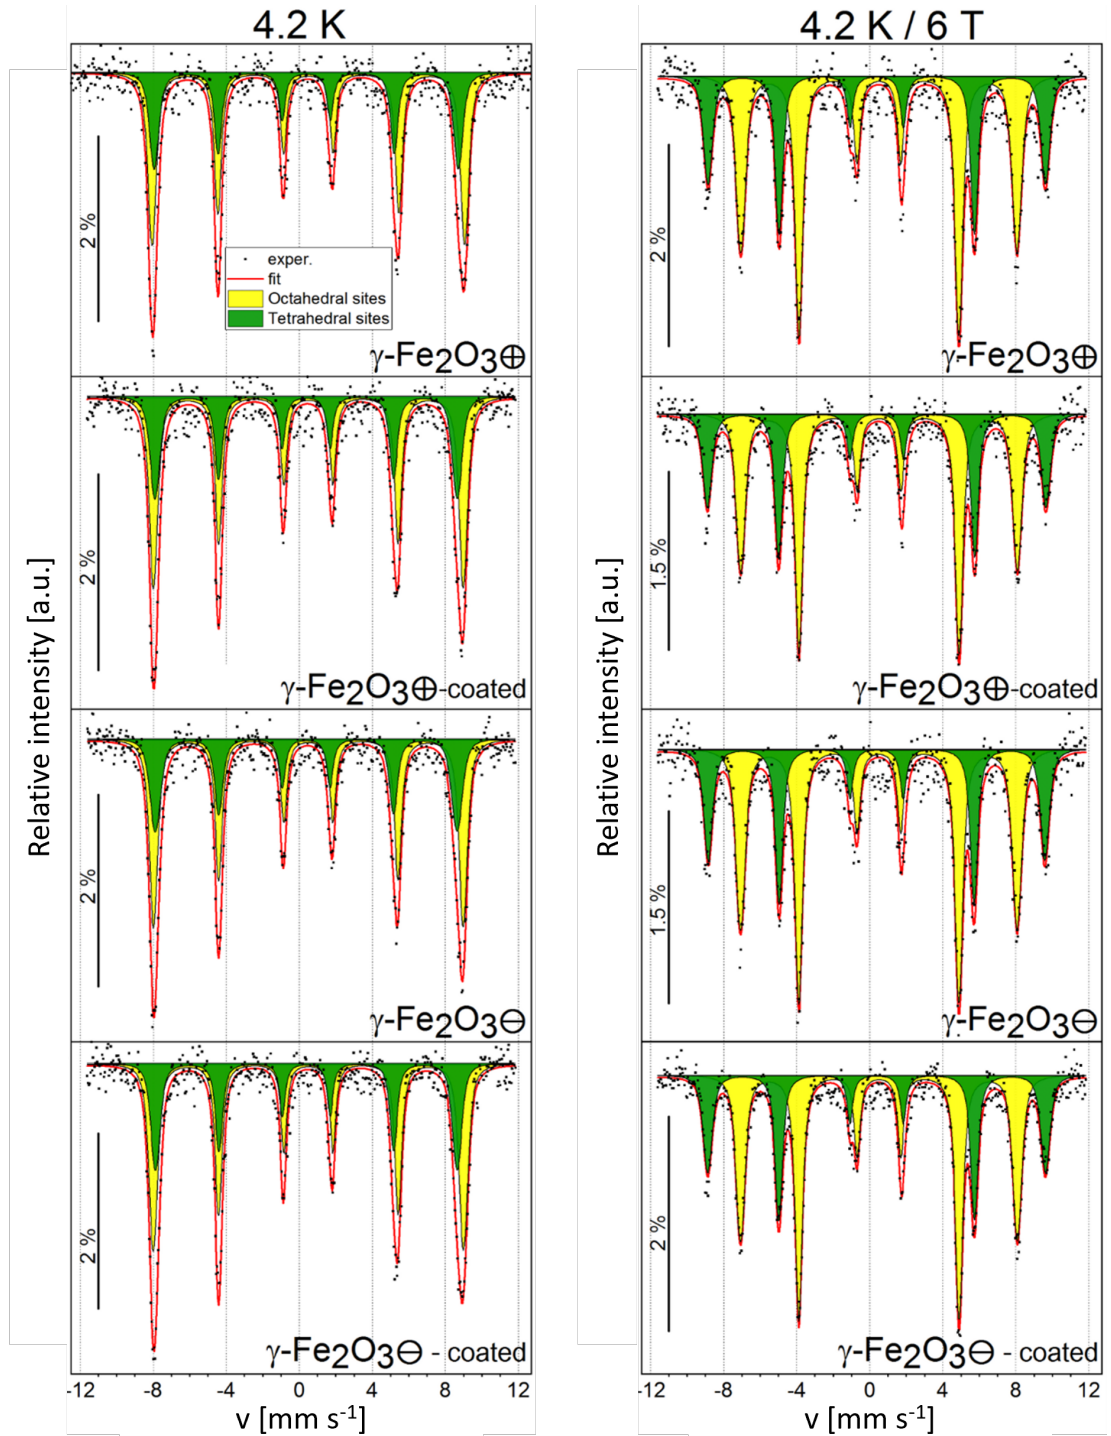 4.2 K
4.2 K / 6 T
Relative intensity [a.u.]
2 %
exper.
fit
Octahedral sites
Tetrahedral sites
γ-Fe2O3⊕
2 %
γ-Fe2O3⊕-coated
2 %
γ-Fe2O3⊖
2 %
γ-Fe2O3⊖ - coated
-12 -8 -4 0 4 8 12
v [mm s-1]
Relative intensity [a.u.]
2 %
γ-Fe2O3⊕
1.5 %
γ-Fe2O3⊕-coated
1.5 %
γ-Fe2O3⊖
2 %
γ-Fe2O3⊖ - coated
-12 -8 -4 0 4 8 12
v [mm s-1]